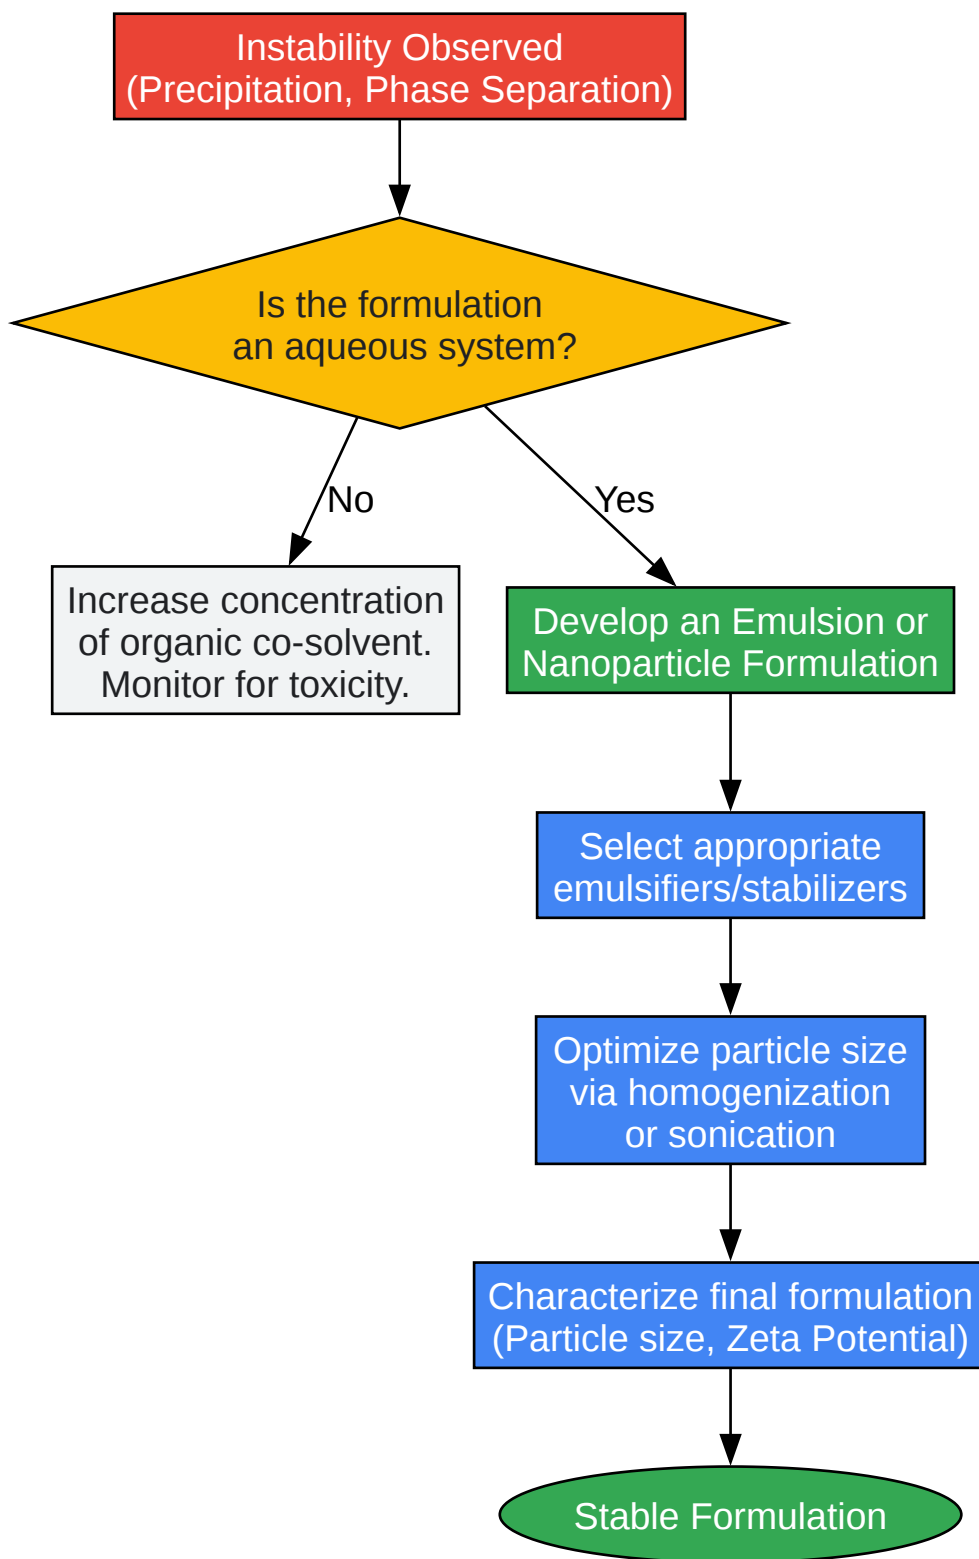 Instability Observed
(Precipitation, Phase Separation)
Is the formulation
an aqueous system?
No
Yes
Increase concentration
of organic co-solvent.
Monitor for toxicity.
Develop an Emulsion or
Nanoparticle Formulation
Select appropriate
emulsifiers/stabilizers
Optimize particle size
via homogenization
or sonication
Characterize final formulation
(Particle size, Zeta Potential)
Stable Formulation